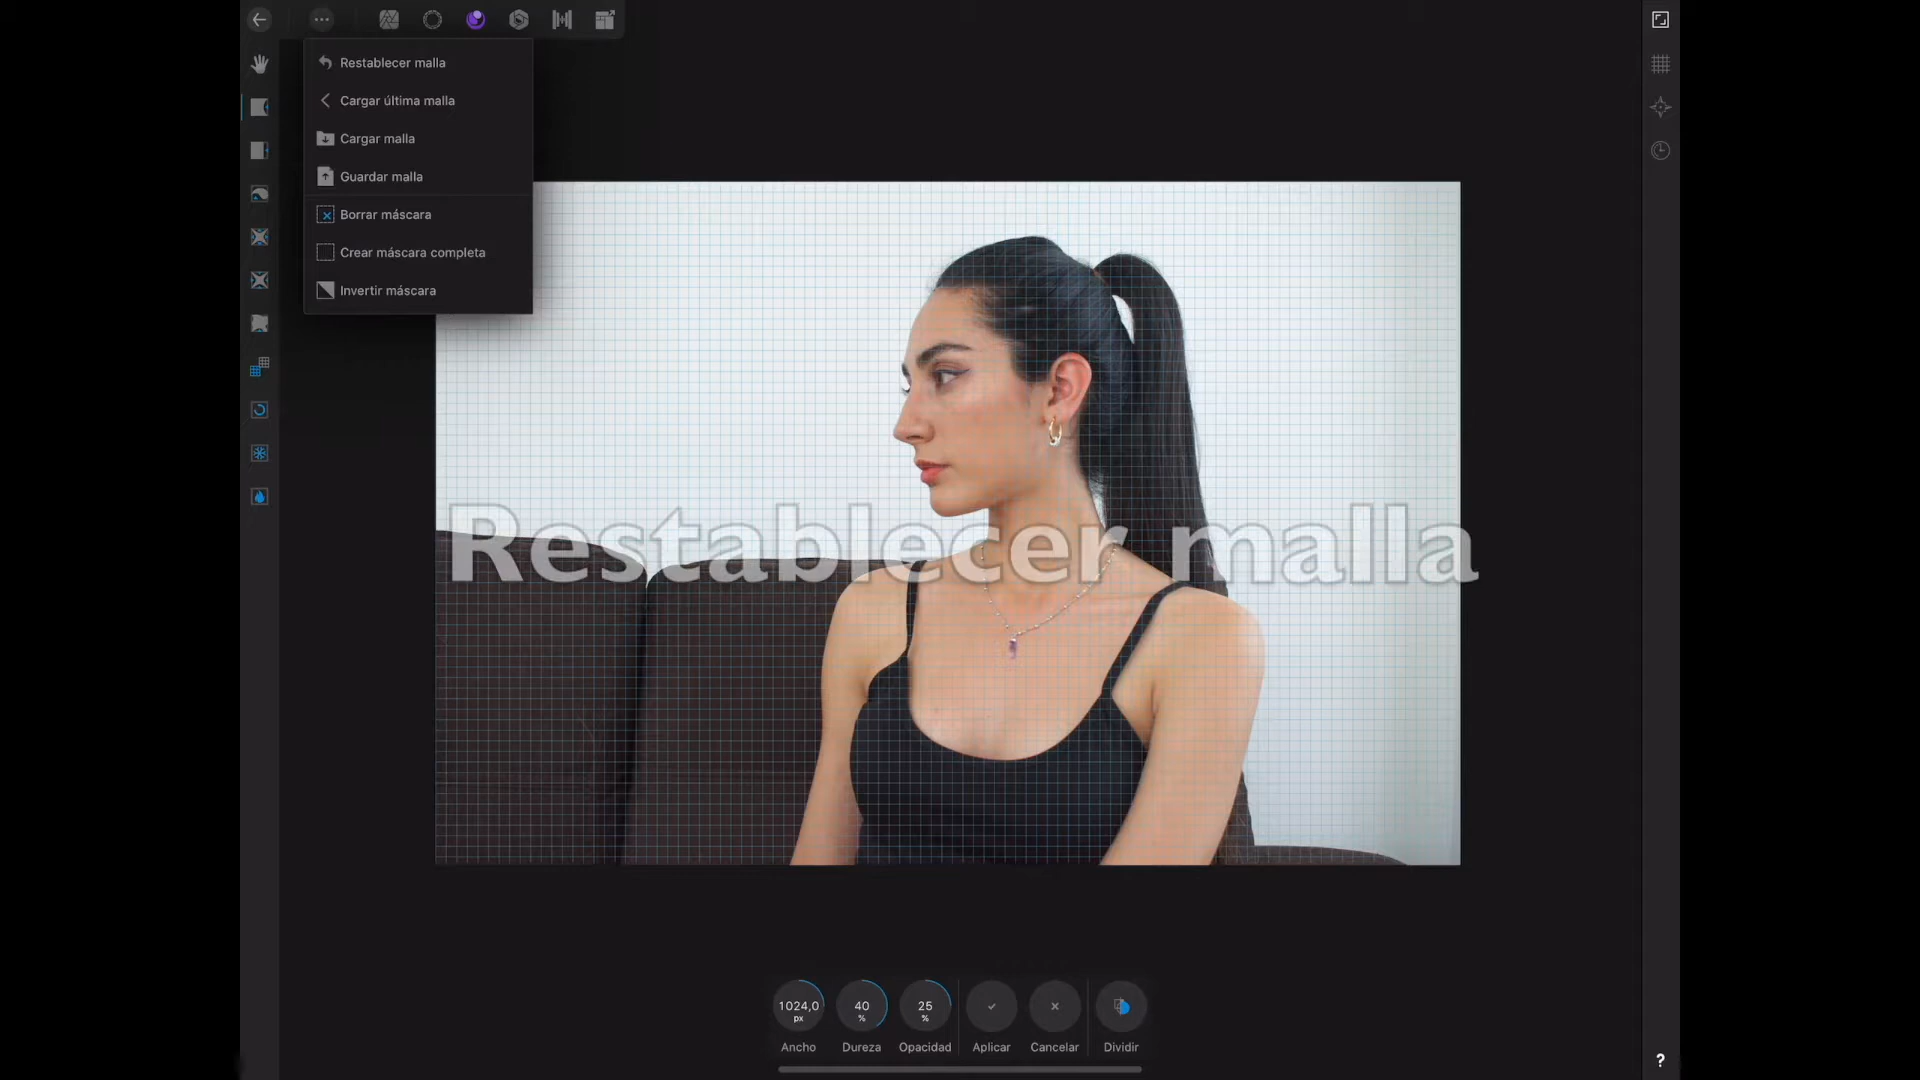 Restablecer malla
Cargar última malla
Cargar malla
Guardar malla
Borrar máscara
Crear máscara completa
Invertir máscara
Restablecer malla
1024,0
px
Ancho
40
%
Dureza
25
%
Opacidad
Aplicar
Cancelar
Dividir
?